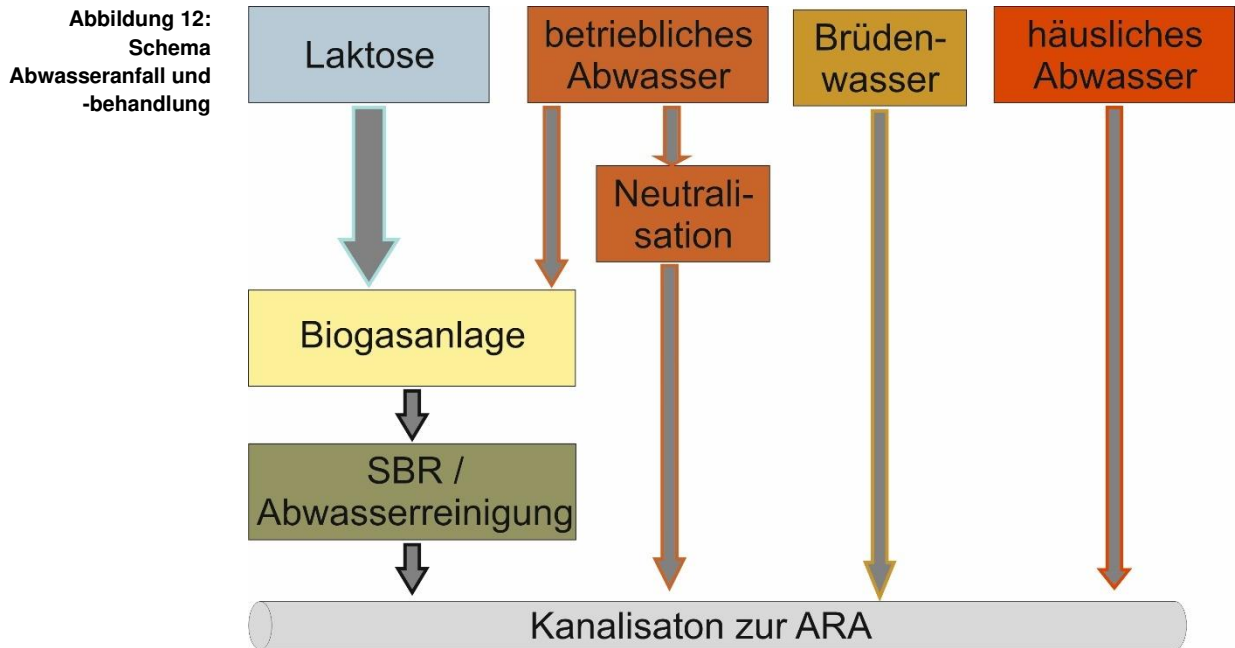 Abbildung 12:
Schema
Abwasseranfall und
-behandlung
Laktose
betriebliches
Abwasser
Brüden-
wasser
häusliches
Abwasser
Neutrali-
sation
Biogasanlage
SBR /
Abwasserreinigung
Kanalisaton zur ARA